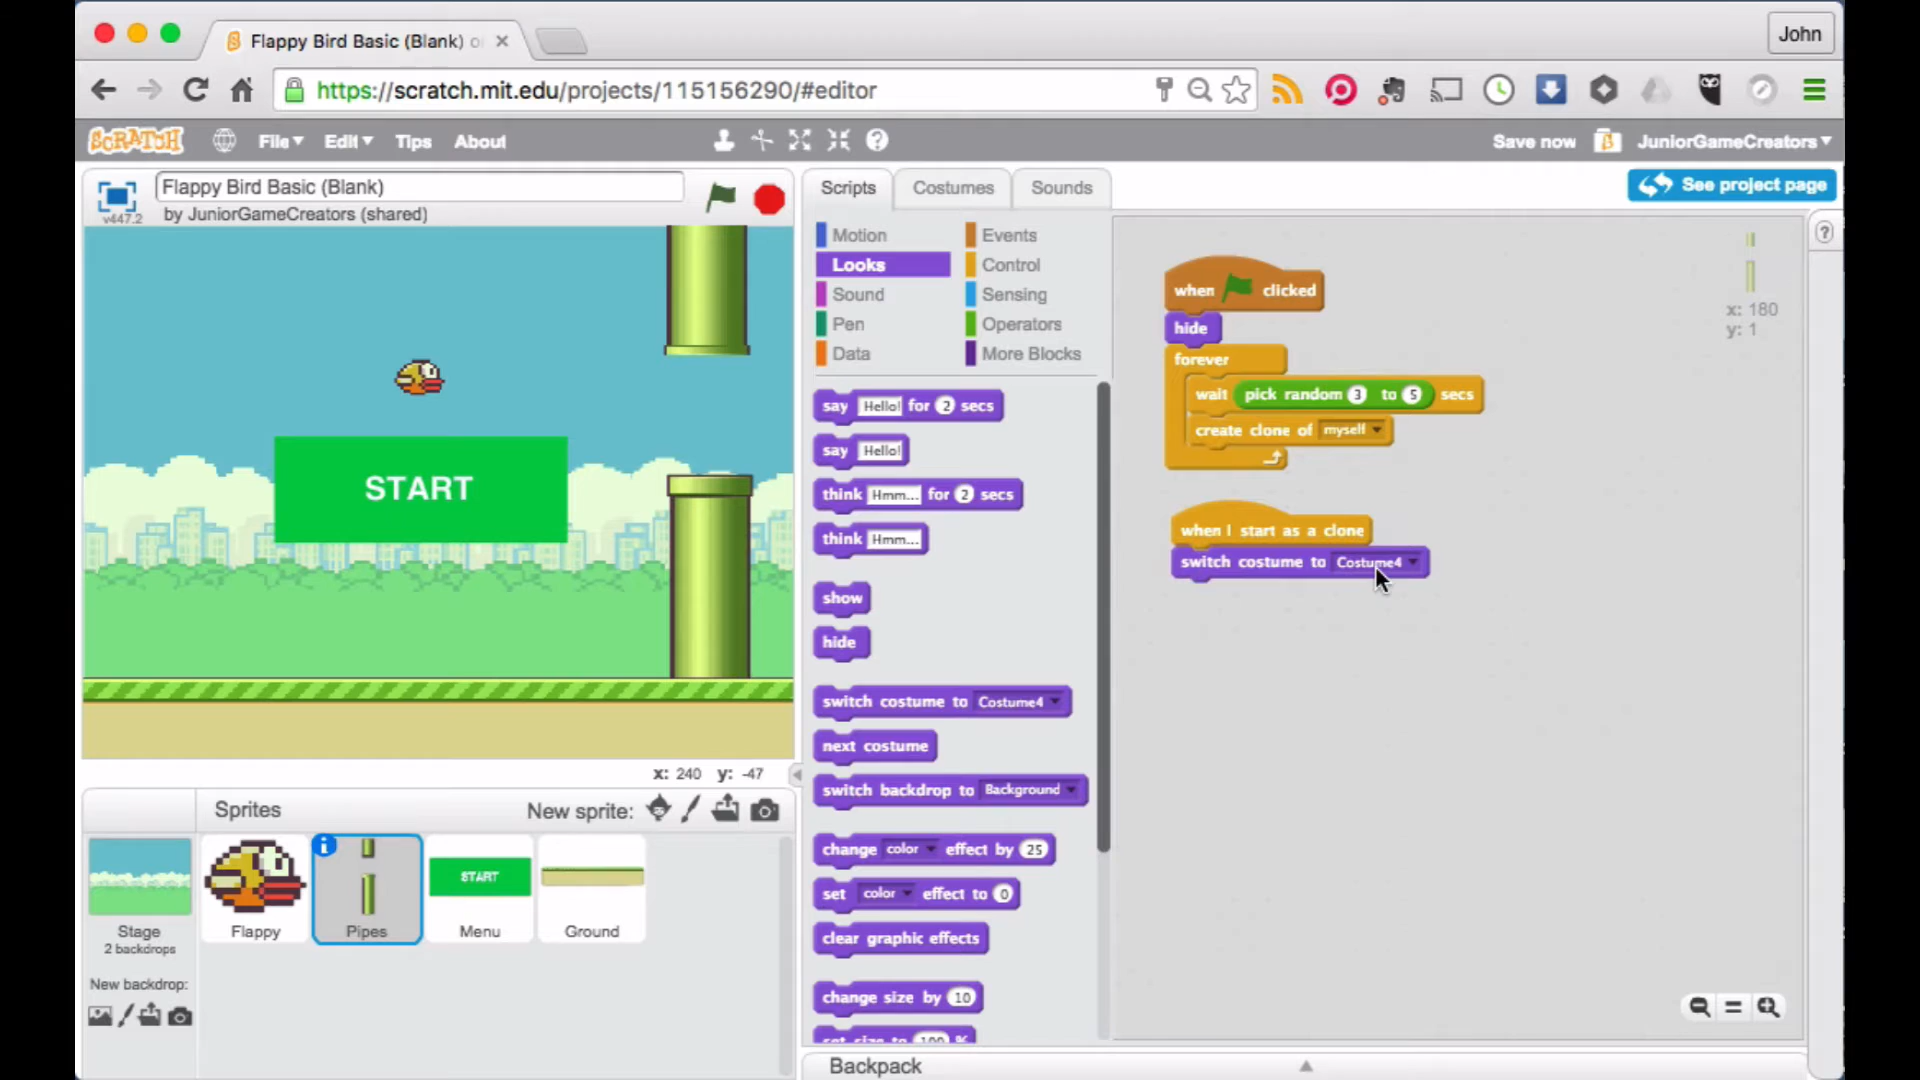 Flappy Bird Basic (Blank) o
John
https://scratch.mit.edu/projects/115156290/#editor
SCRATCH File Edit Tips About Save now JuniorGameCreators
v447.2
Flappy Bird Basic (Blank)
by JuniorGameCreators (shared)
START
x: 240 y: -47
Sprites New sprite:
START
Stage
2 backdrops
Flappy
Pipes
Menu
Ground
New backdrop:
Scripts Costumes Sounds
See project page
Motion Events
Looks Control
Sound Sensing
Pen Operators
Data More Blocks
say Hello! for 2 secs
say Hello!
think Hmm... for 2 secs
think Hmm...
show
hide
switch costume to Costume4
next costume
switch backdrop to Background
change color effect by 25
set color effect to 0
clear graphic effects
change size by 10
set size to 100 %
when clicked
hide
forever
wait pick random 3 to 5 secs
create clone of myself
when I start as a clone
switch costume to Costume4
x: 180
y: 1
Backpack